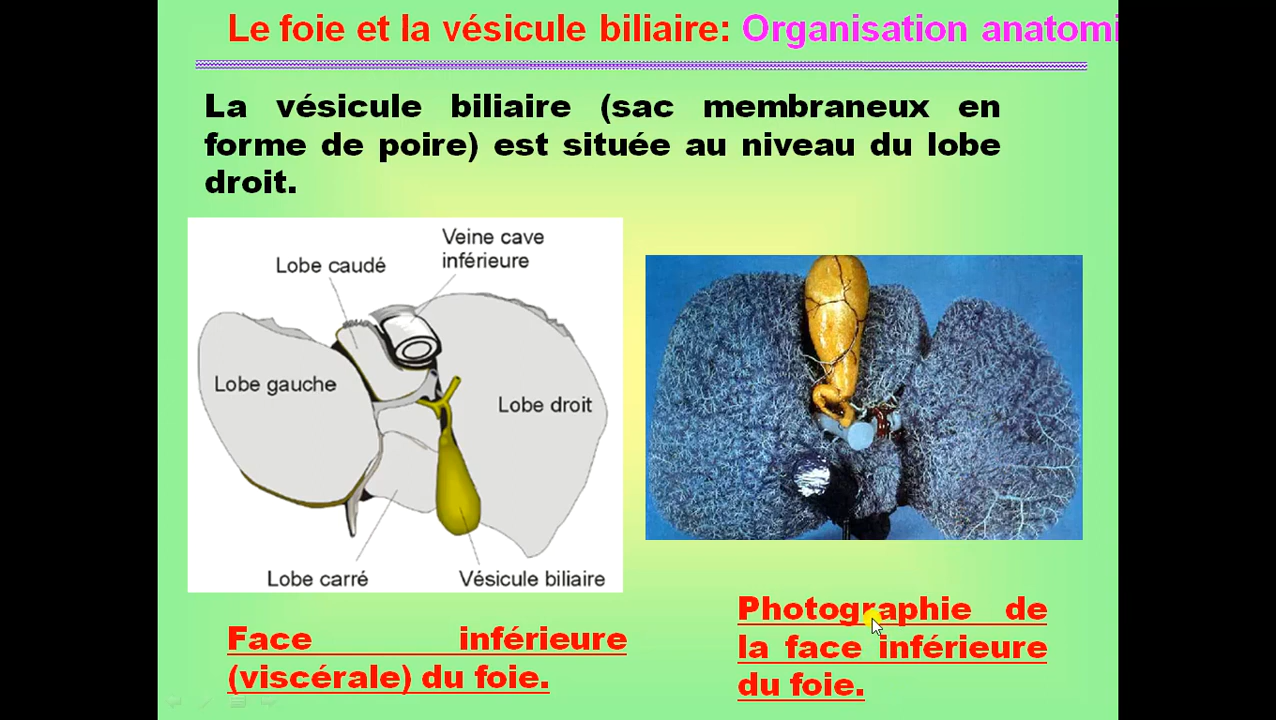 Le foie et la vésicule biliaire: Organisation anatomi
La vésicule biliaire (sac membraneux en
forme de poire) est située au niveau du lobe
droit.
Veine cave
inférieure
Lobe caudé
Lobe gauche
Lobe droit
Lobe carré
Vésicule biliaire
Face inférieure
(viscérale) du foie.
Photographie de
la face inférieure
du foie.